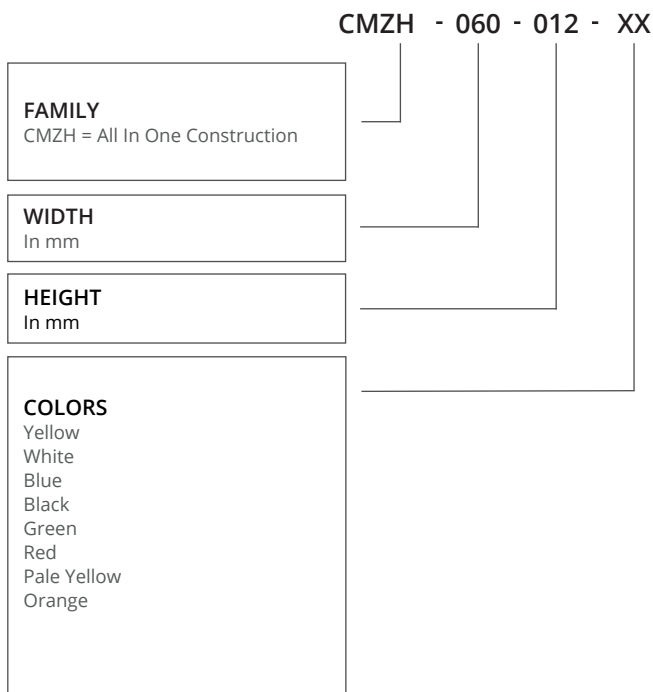 CMZH - 060 - 012 - XX
FAMILY
CMZH = All In One Construction
WIDTH
In mm
HEIGHT
In mm
COLORS
Yellow
White
Blue
Black
Green
Red
Pale Yellow
Orange